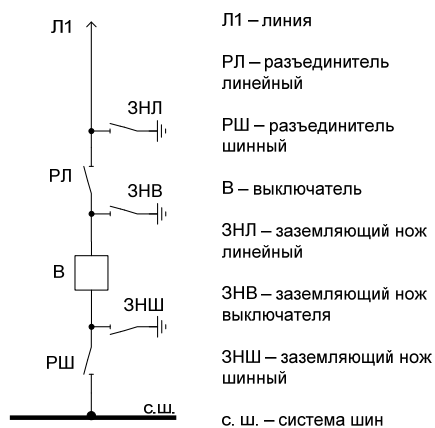 Л1
Л1 – линия
РЛ – разъединитель
линейный
ЗНЛ
РШ – разъединитель
шинный
РЛ
ЗНВ
В – выключатель
ЗНЛ – заземляющий нож
линейный
В
ЗНВ – заземляющий нож
выключателя
ЗНШ
РШ
ЗНШ – заземляющий нож
шинный
с.ш.
с. ш. – система шин